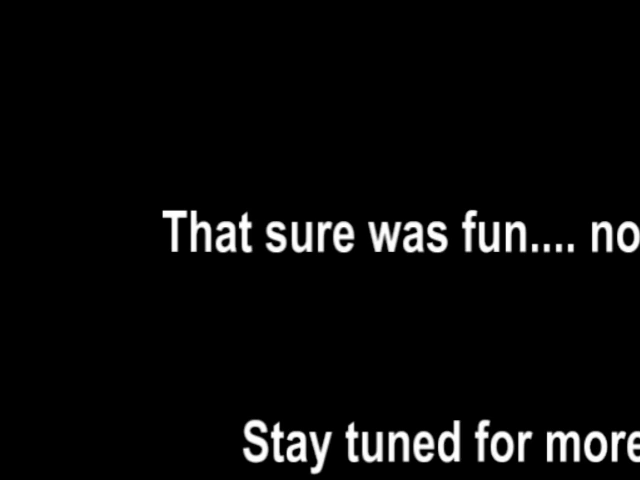 That sure was fun.... no
Stay tuned for more